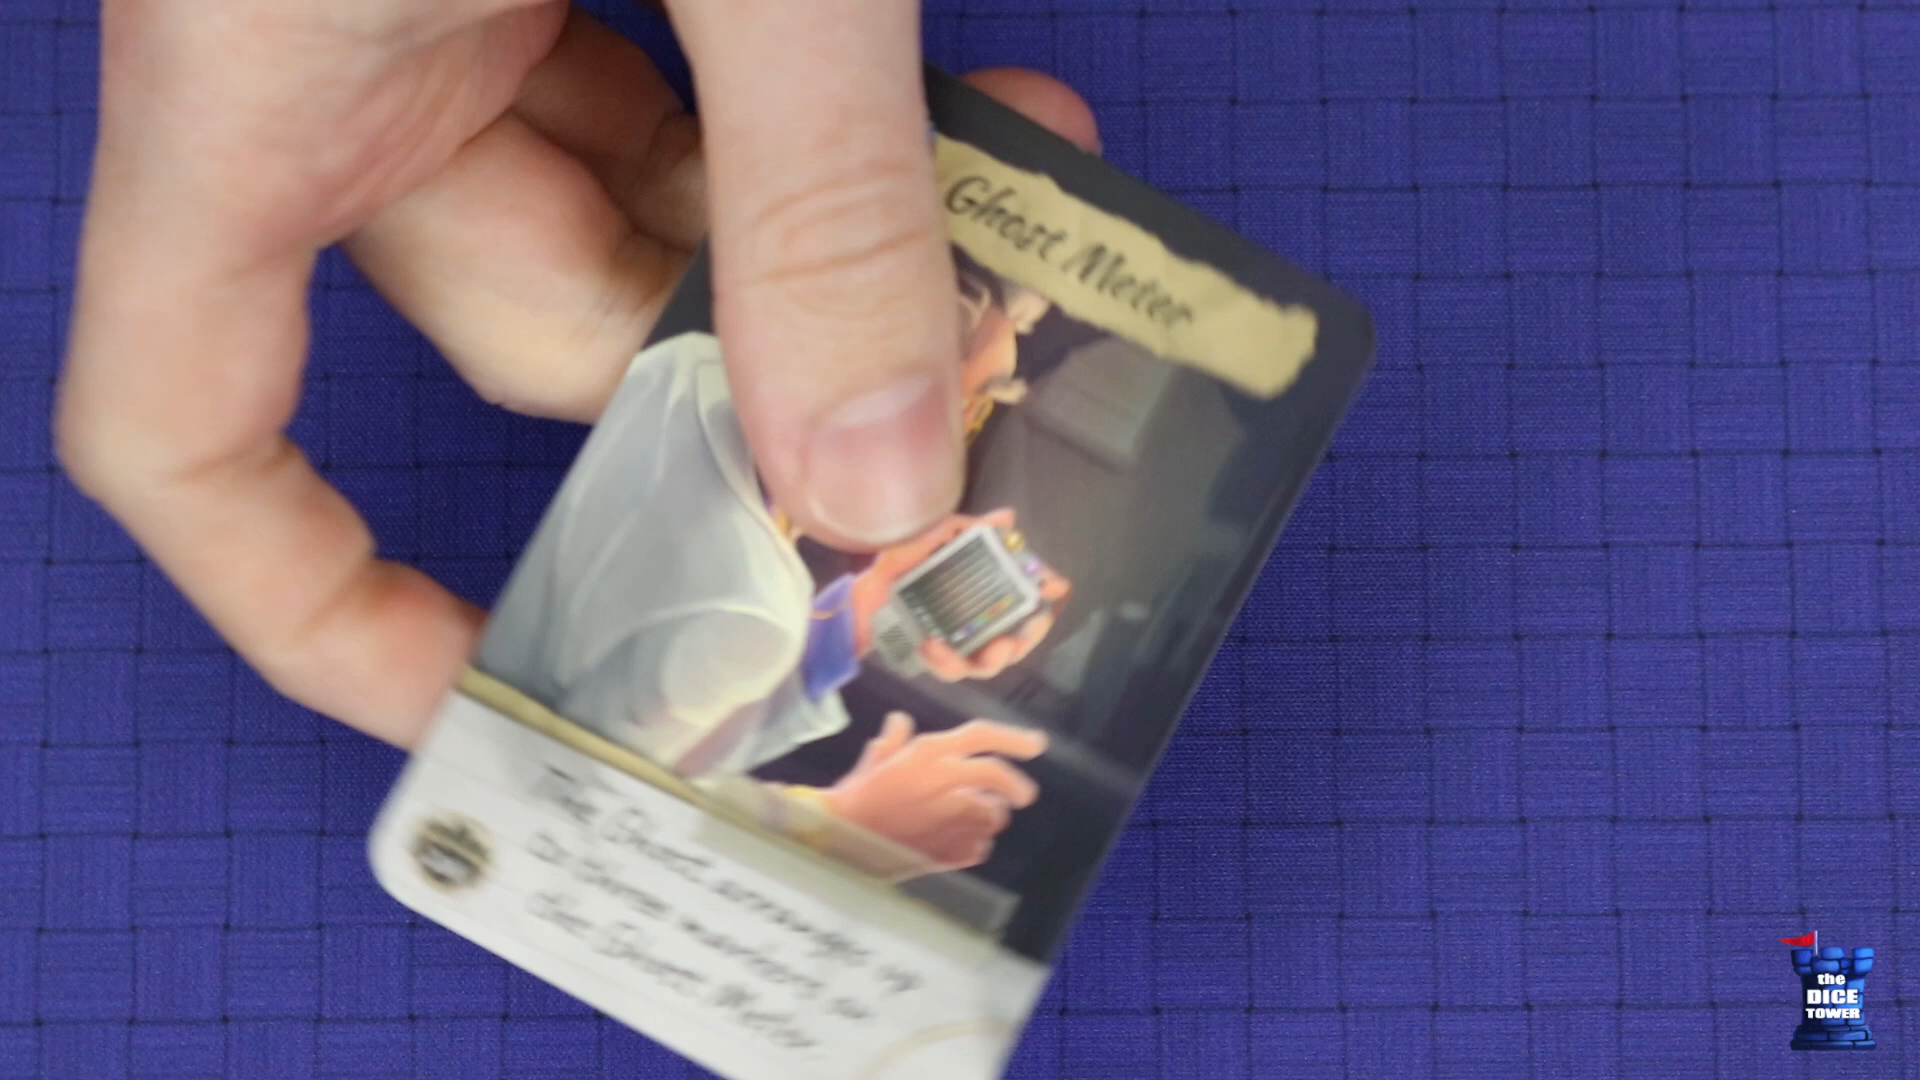 Ghost Meter
The Ghost arranges up
to three markers on
the Ghost Meter.
the
DICE
TOWER